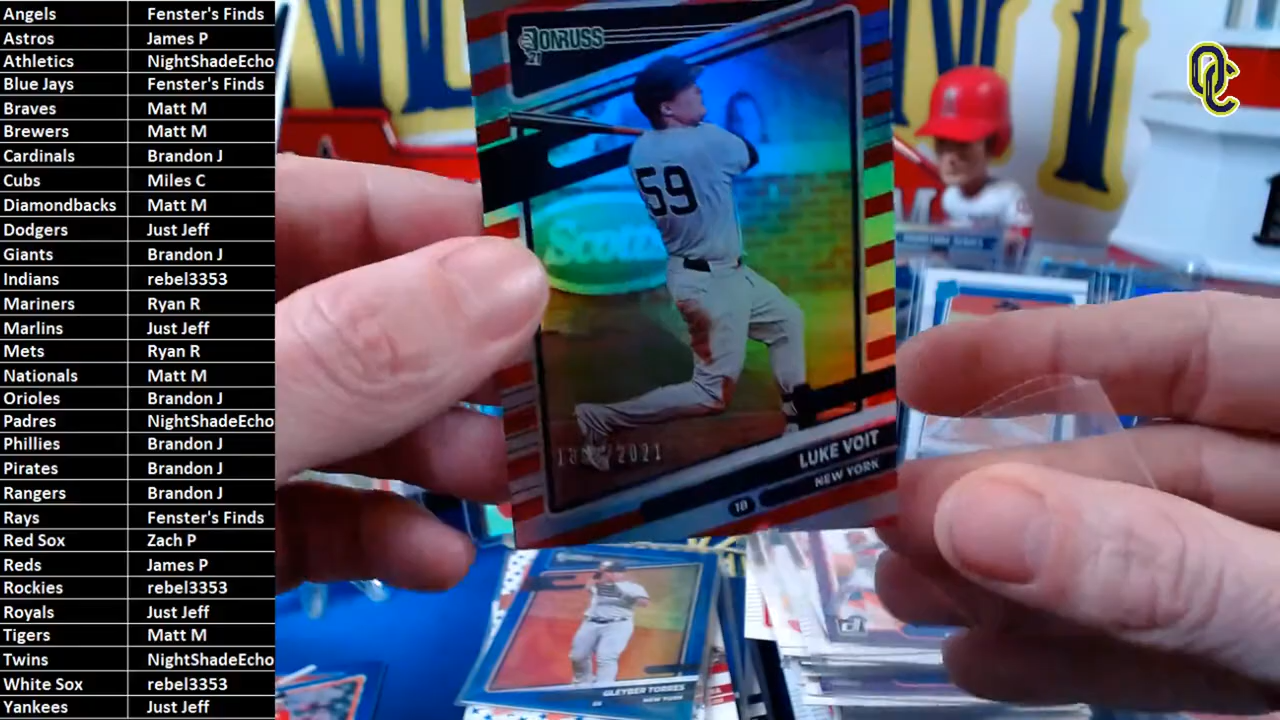 Angels Fenster's Finds
Astros James P
Athletics NightShadeEcho
Blue Jays Fenster's Finds
Braves Matt M
Brewers Matt M
Cardinals Brandon J
Cubs Miles C
Diamondbacks Matt M
Dodgers Just Jeff
Giants Brandon J
Indians rebel3353
Mariners Ryan R
Marlins Just Jeff
Mets Ryan R
Nationals Matt M
Orioles Brandon J
Padres NightShadeEcho
Phillies Brandon J
Pirates Brandon J
Rangers Brandon J
Rays Fenster's Finds
Red Sox Zach P
Reds James P
Rockies rebel3353
Royals Just Jeff
Tigers Matt M
Twins NightShadeEcho
White Sox rebel3353
Yankees Just Jeff
DONRUSS
21
59
Scotts
/2021
LUKE VOIT
NEW YORK
1B
GLEYBER TORRES
NEW YORK
OC